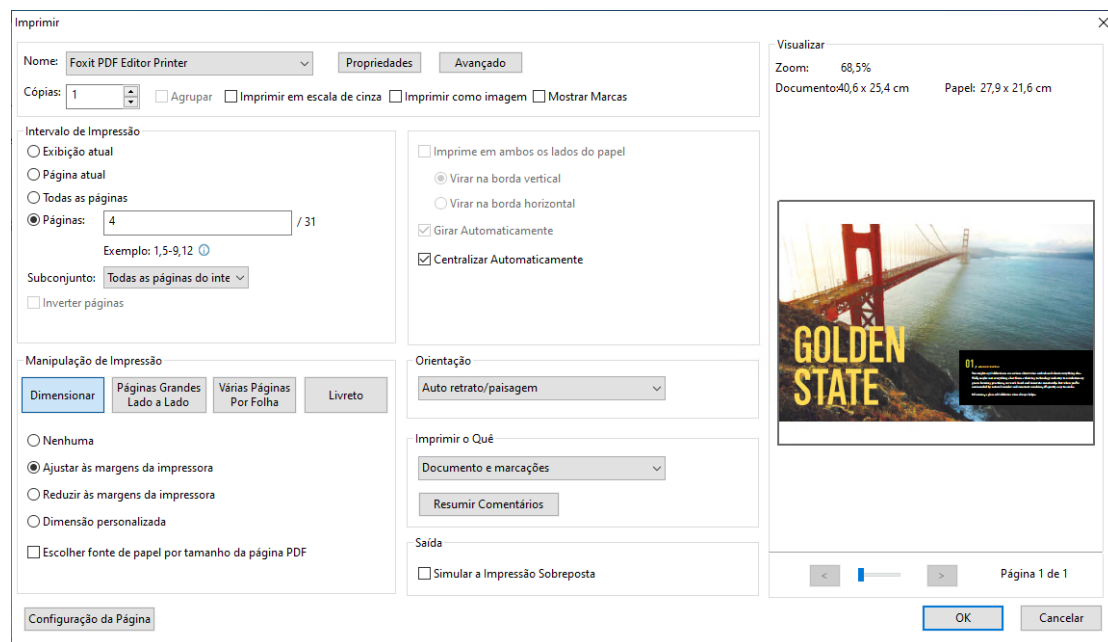 Imprimir
Nome: Foxit PDF Editor Printer Propriedades Avançado
Cópias: 1 Agrupar Imprimir em escala de cinza Imprimir como imagem Mostrar Marcas
Intervalo de Impressão
Exibição atual
Página atual
Todas as páginas
Páginas: 4 / 31
Exemplo: 1,5-9,12
Subconjunto: Todas as páginas do inte
Inverter páginas
Imprime em ambos os lados do papel
Virar na borda vertical
Virar na borda horizontal
Girar Automaticamente
Centralizar Automaticamente
Manipulação de Impressão
Dimensionar
Páginas Grandes
Lado a Lado
Várias Páginas
Por Folha
Livreto
Nenhuma
Ajustar às margens da impressora
Reduzir às margens da impressora
Dimensão personalizada
Escolher fonte de papel por tamanho da página PDF
Orientação
Auto retrato/paisagem
Imprimir o Quê
Documento e marcações
Resumir Comentários
Saída
Simular a Impressão Sobreposta
Visualizar
Zoom: 68,5%
Documento:40,6 x 25,4 cm Papel: 27,9 x 21,6 cm
GOLDEN
STATE
01
< > Página 1 de 1
Configuração da Página
OK Cancelar